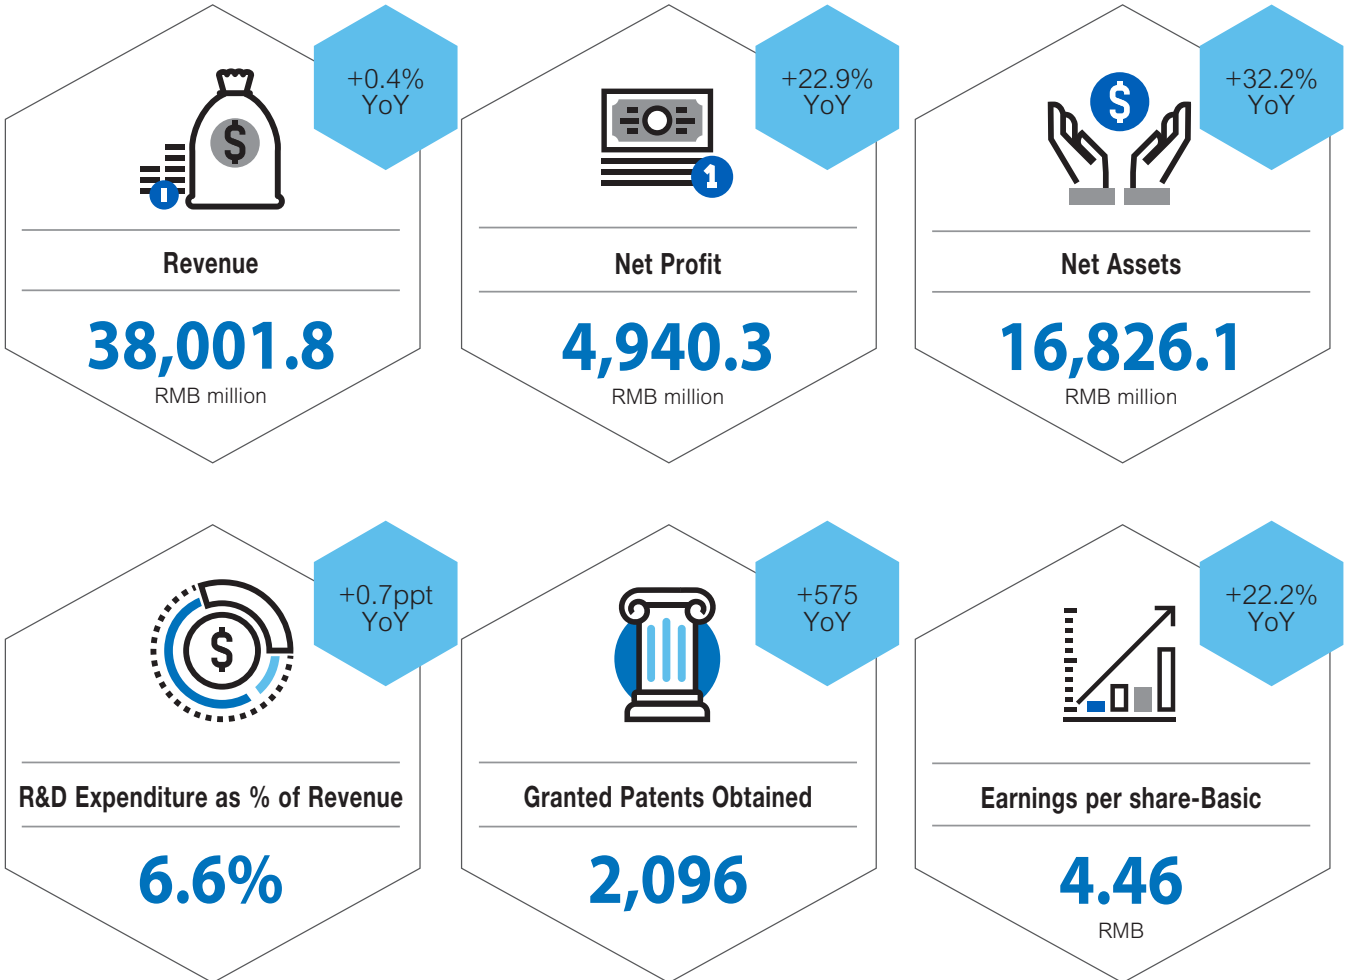 +0.4%
YoY
Revenue
38,001.8
RMB million
+22.9%
YoY
Net Profit
4,940.3
RMB million
+32.2%
YoY
Net Assets
16,826.1
RMB million
+0.7ppt
YoY
R&D Expenditure as % of Revenue
6.6%
+575
YoY
Granted Patents Obtained
2,096
+22.2%
YoY
Earnings per share-Basic
4.46
RMB